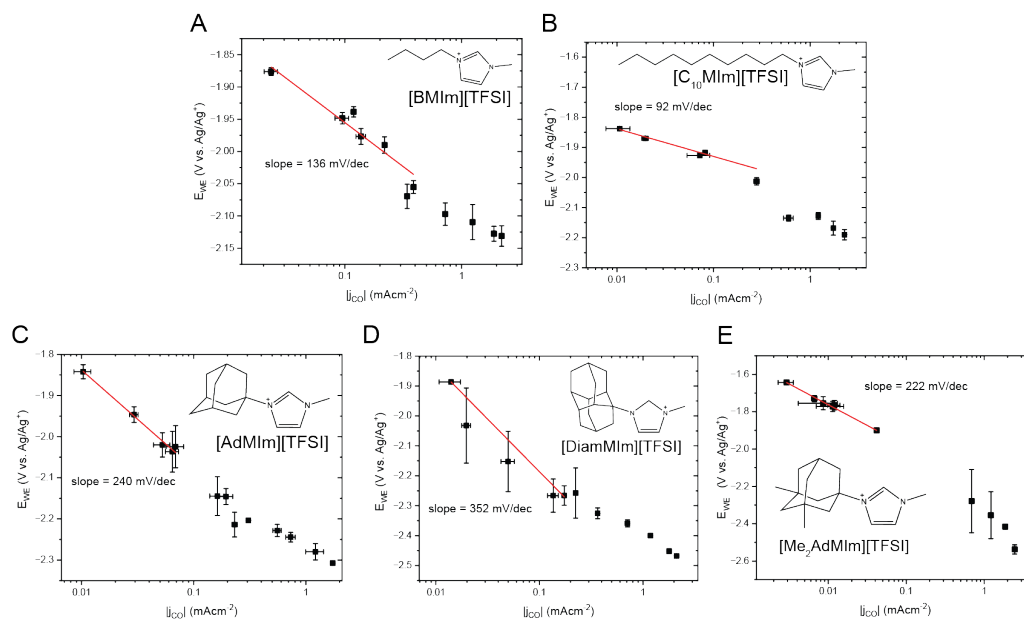 A
−1.85
−1.90
−1.95
−2.00
−2.05
−2.10
−2.15
E_WE (V vs. Ag/Ag⁺)
[BMIm][TFSI]
slope = 136 mV/dec
0.1
1
|j_CO| (mAcm⁻²)
B
−1.6
−1.7
−1.8
−1.9
−2.0
−2.1
−2.2
−2.3
E_WE (V vs. Ag/Ag⁺)
[C₁₀MIm][TFSI]
slope = 92 mV/dec
0.01
0.1
1
|j_CO| (mAcm⁻²)
C
−1.8
−1.9
−2.0
−2.1
−2.2
−2.3
E_WE (V vs. Ag/Ag⁺)
[AdMIm][TFSI]
slope = 240 mV/dec
0.01
0.1
1
|j_CO| (mAcm⁻²)
D
−1.8
−1.9
−2.0
−2.1
−2.2
−2.3
−2.4
−2.5
E_WE (V vs. Ag/Ag⁺)
[DiamMIm][TFSI]
slope = 352 mV/dec
0.01
0.1
1
|j_CO| (mAcm⁻²)
E
−1.4
−1.6
−1.8
−2.0
−2.2
−2.4
−2.6
E_WE (V vs. Ag/Ag⁺)
slope = 222 mV/dec
[Me₂AdMIm][TFSI]
0.01
0.1
1
|j_CO| (mAcm⁻²)